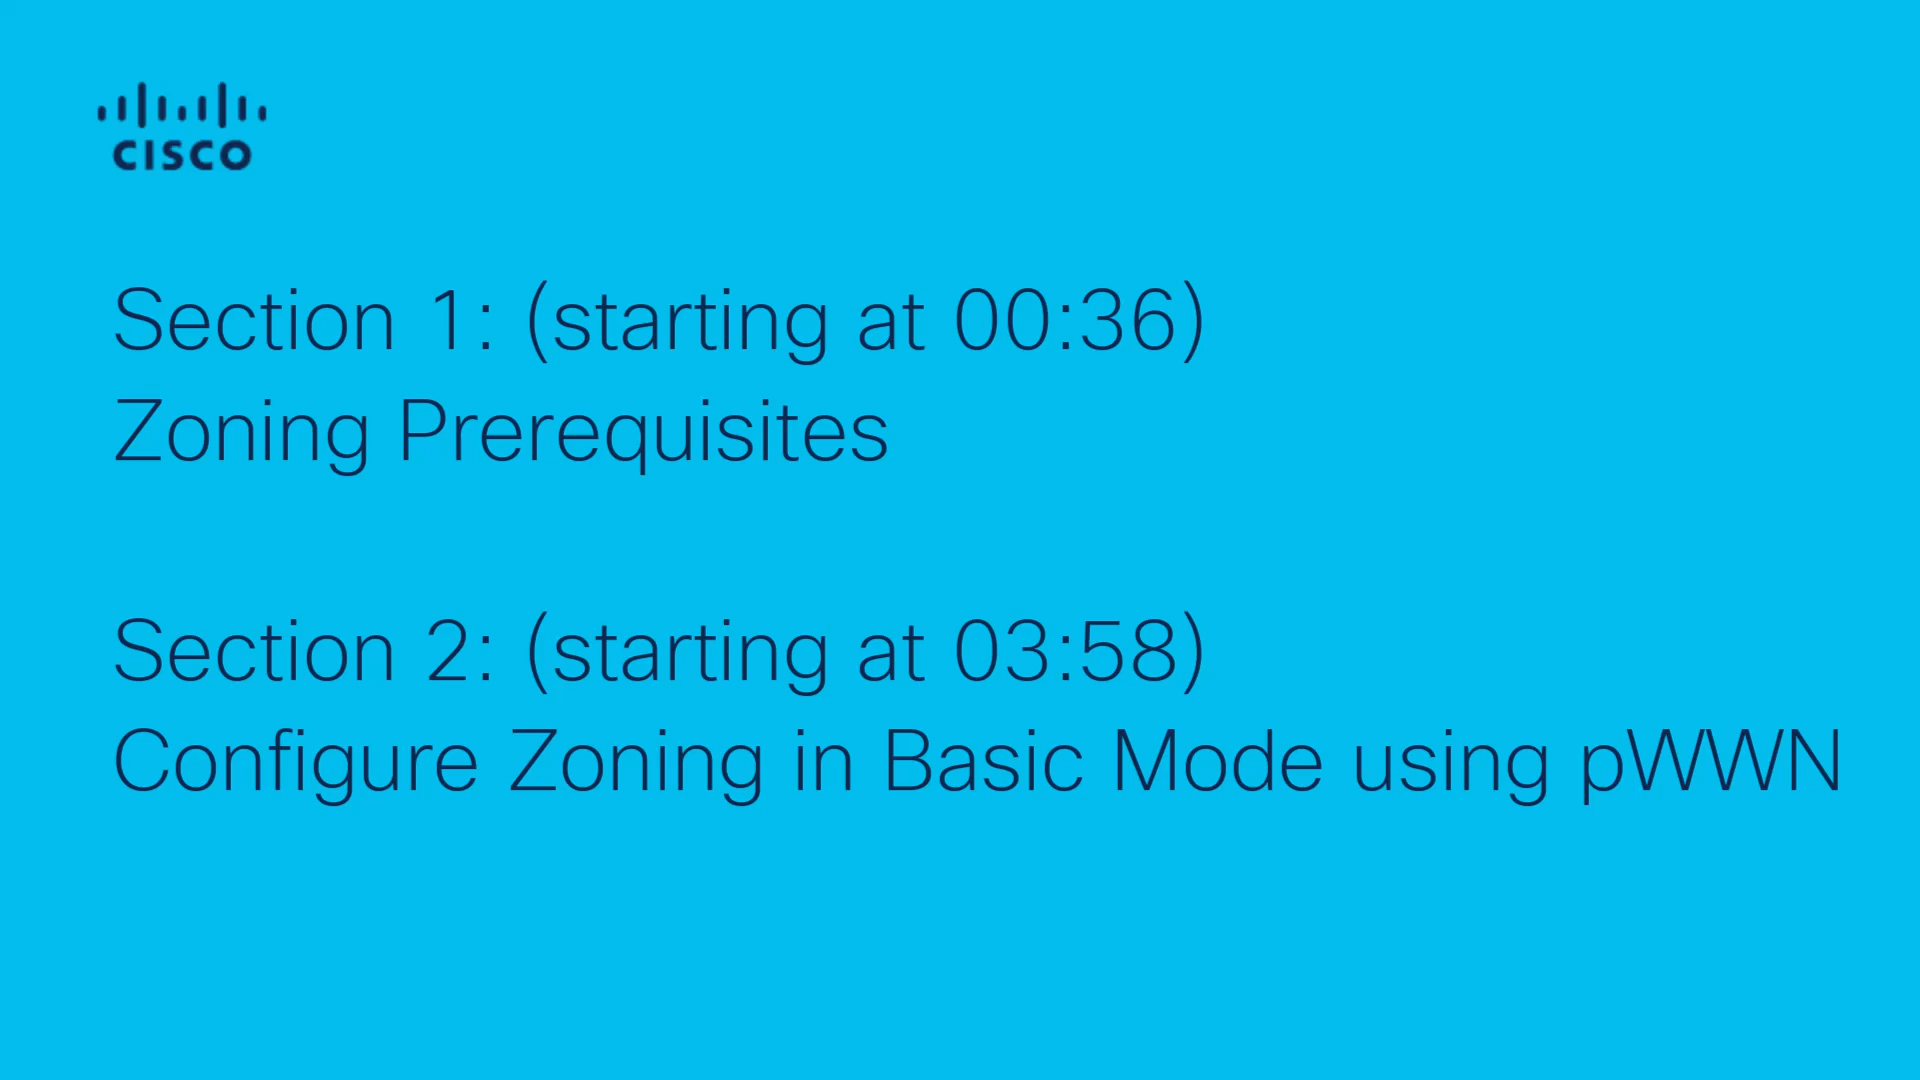 CISCO
Section 1: (starting at 00:36)
Zoning Prerequisites
Section 2: (starting at 03:58)
Configure Zoning in Basic Mode using pWWN